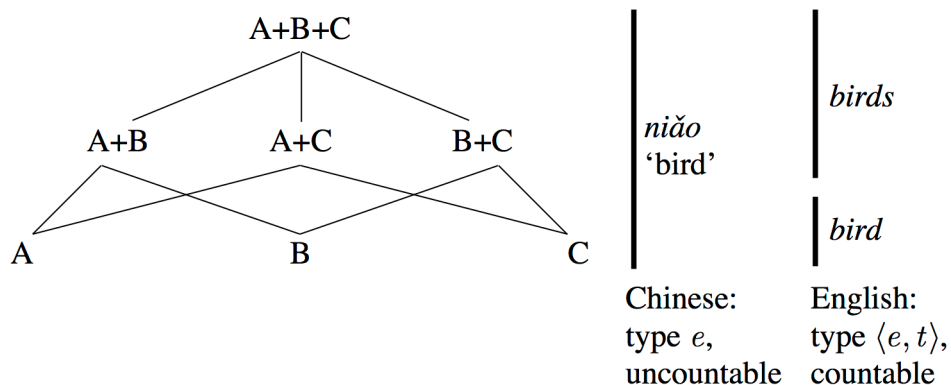 A+B+C
A+B A+C B+C
A B C
niǎo
‘bird’
birds
bird
Chinese:
type e,
uncountable
English:
type ⟨e, t⟩,
countable